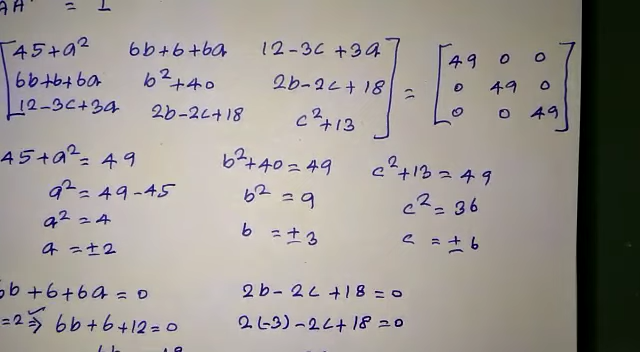 AA = I
45+a² 6b+6+6a 12-3c+3a
6b+6+6a b²+40 2b-2c+18
12-3c+3a 2b-2c+18 c²+13
=
49 0 0
0 49 0
0 0 49
45+a² = 49
a² = 49-45
a² = 4
a = ±2
b²+40 = 49
b² = 9
b = ±3
c²+13 = 49
c² = 36
c = ±6
6b+6+6a = 0
=2 ⇒ 6b+6+12 = 0
2b-2c+18 = 0
2(-3)-2c+18 = 0